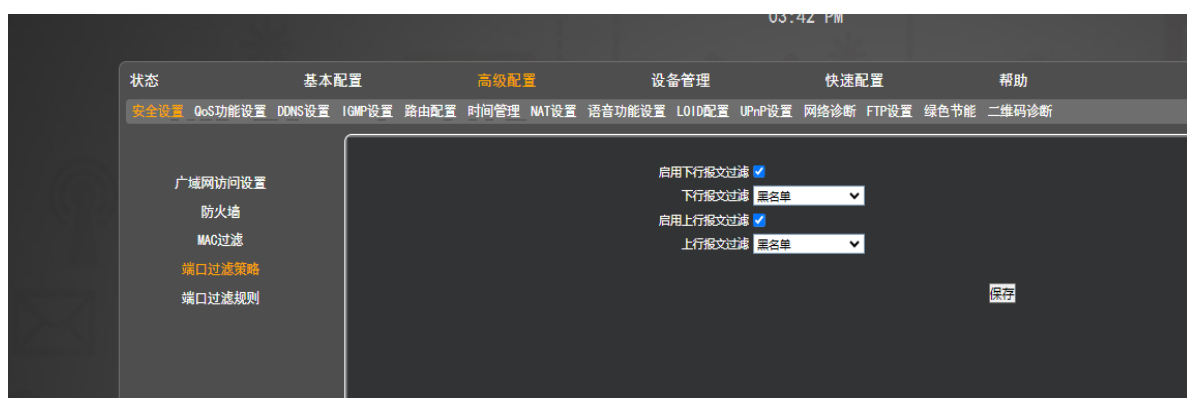 03:42 PM
状态 基本配置 高级配置 设备管理 快速配置 帮助
安全设置 QoS功能设置 DDNS设置 IGMP设置 路由配置 时间管理 NAT设置 语音功能设置 LOID配置 UPnP设置 网络诊断 FTP设置 绿色节能 二维码诊断
广域网访问设置
防火墙
MAC过滤
端口过滤策略
端口过滤规则
启用下行报文过滤
下行报文过滤 黑名单
启用上行报文过滤
上行报文过滤 黑名单
保存